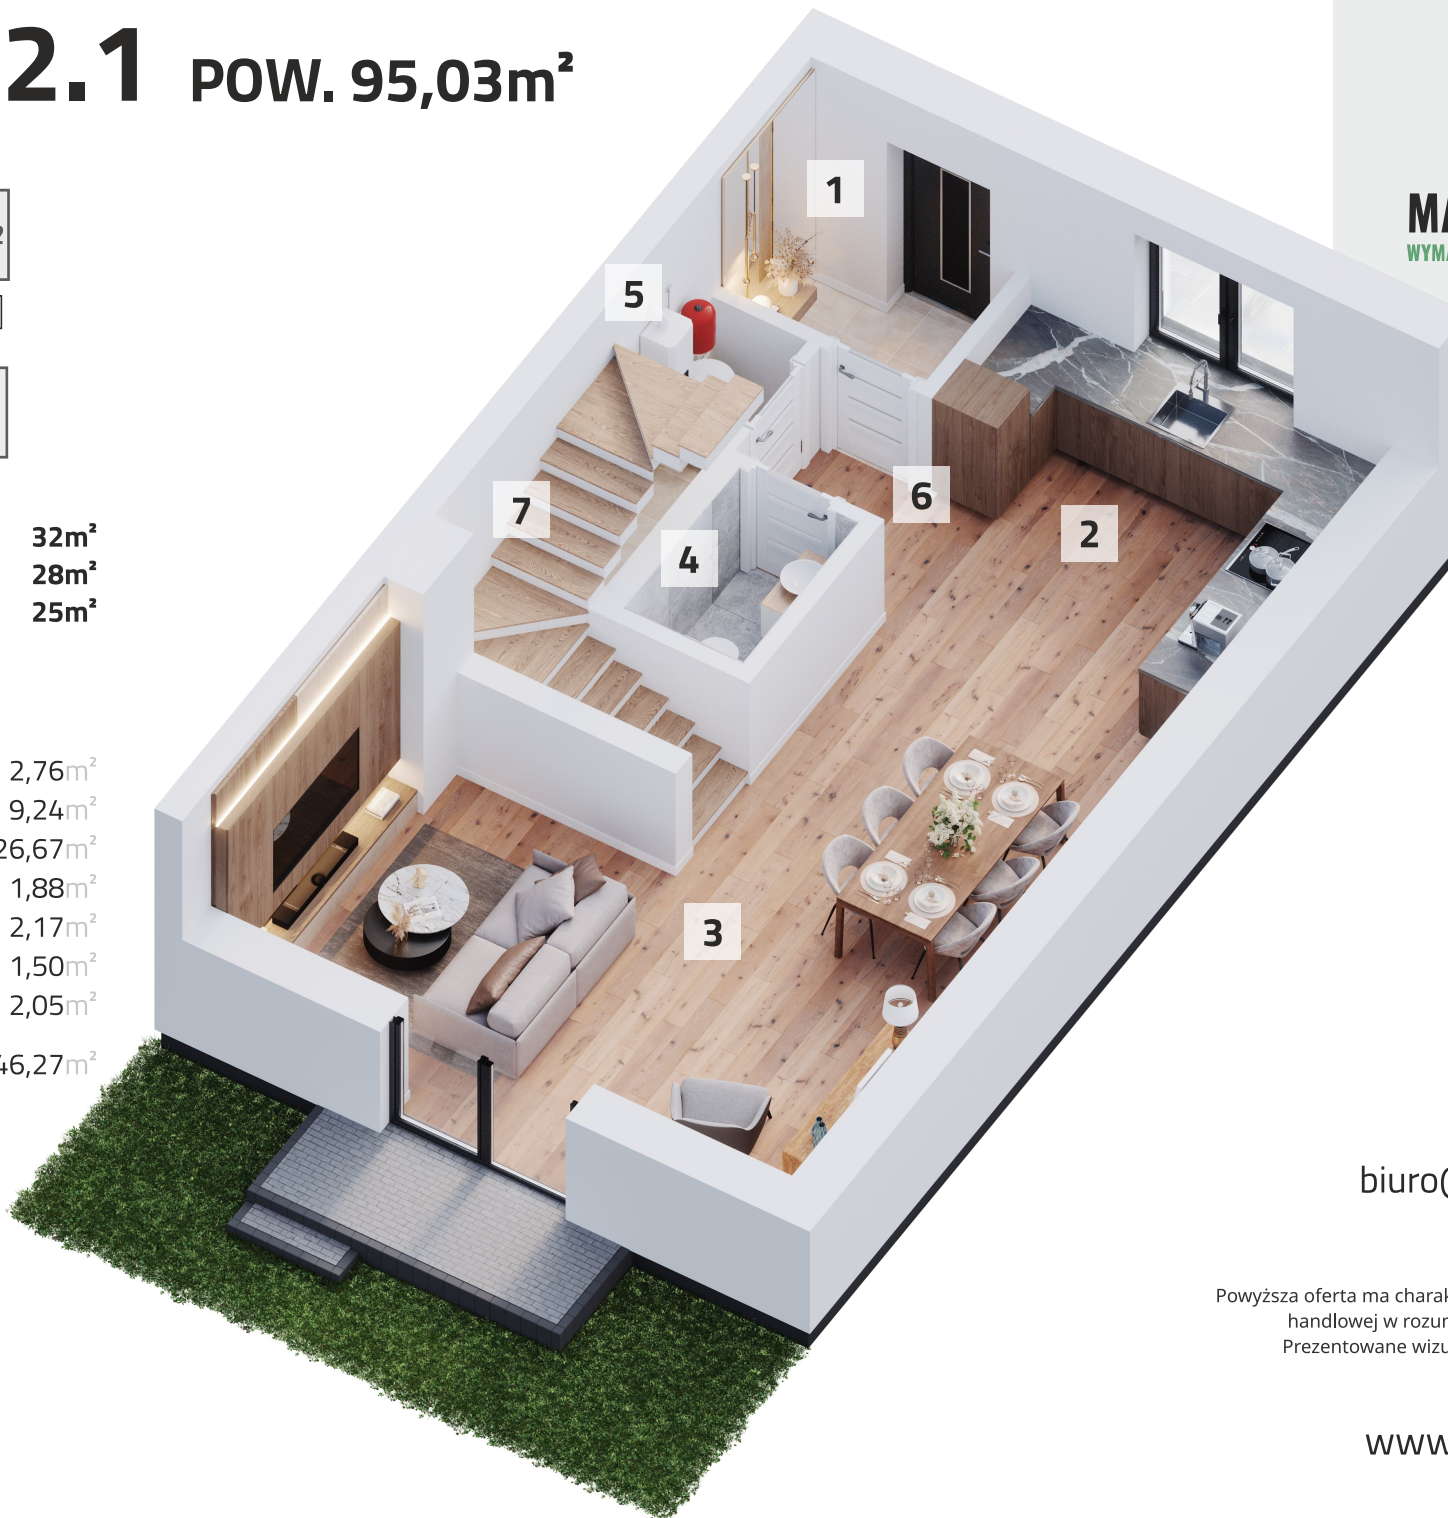 2.1 POW. 95,03m²
1
MA
WYMA
5
7
6
2
4
32m²
28m²
25m²
2,76m²
9,24m²
26,67m²
1,88m²
2,17m²
1,50m²
2,05m²
46,27m²
3
biuro@
Powyższa oferta ma charak
handlowej w rozum
Prezentowane wizu
www.